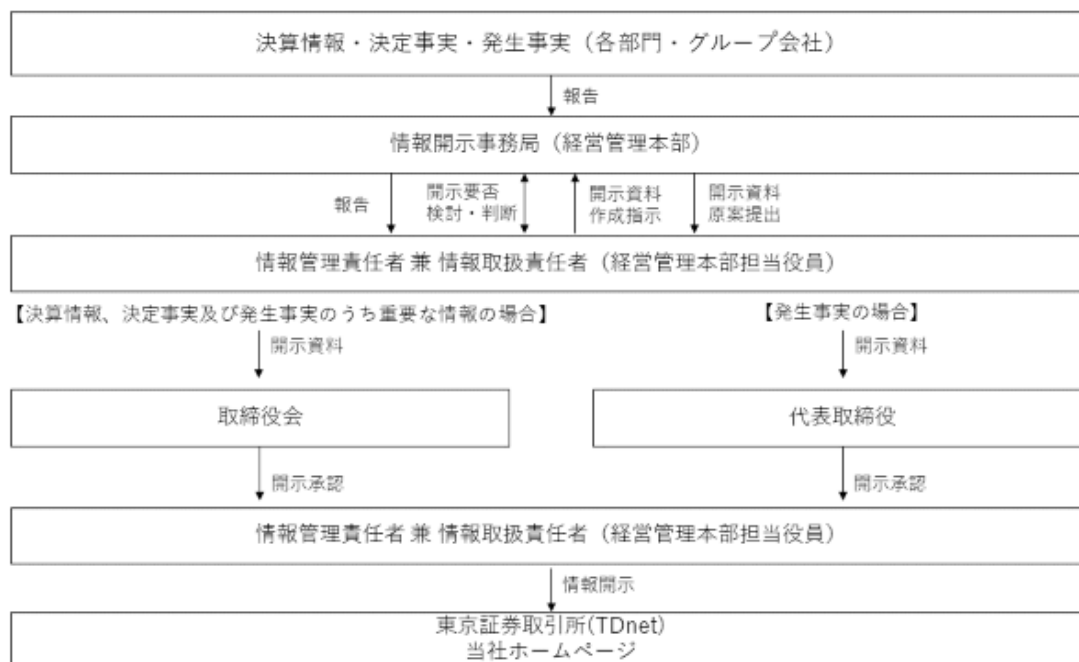 決算情報・決定事実・発生事実（各部門・グループ会社）
報告
情報開示事務局（経営管理本部）
報告
開示要否
検討・判断
開示資料
作成指示
開示資料
原案提出
情報管理責任者 兼 情報取扱責任者（経営管理本部担当役員）
【決算情報、決定事実及び発生事実のうち重要な情報の場合】
【発生事実の場合】
開示資料
開示資料
取締役会
代表取締役
開示承認
開示承認
情報管理責任者 兼 情報取扱責任者（経営管理本部担当役員）
情報開示
東京証券取引所(TDnet)
当社ホームページ